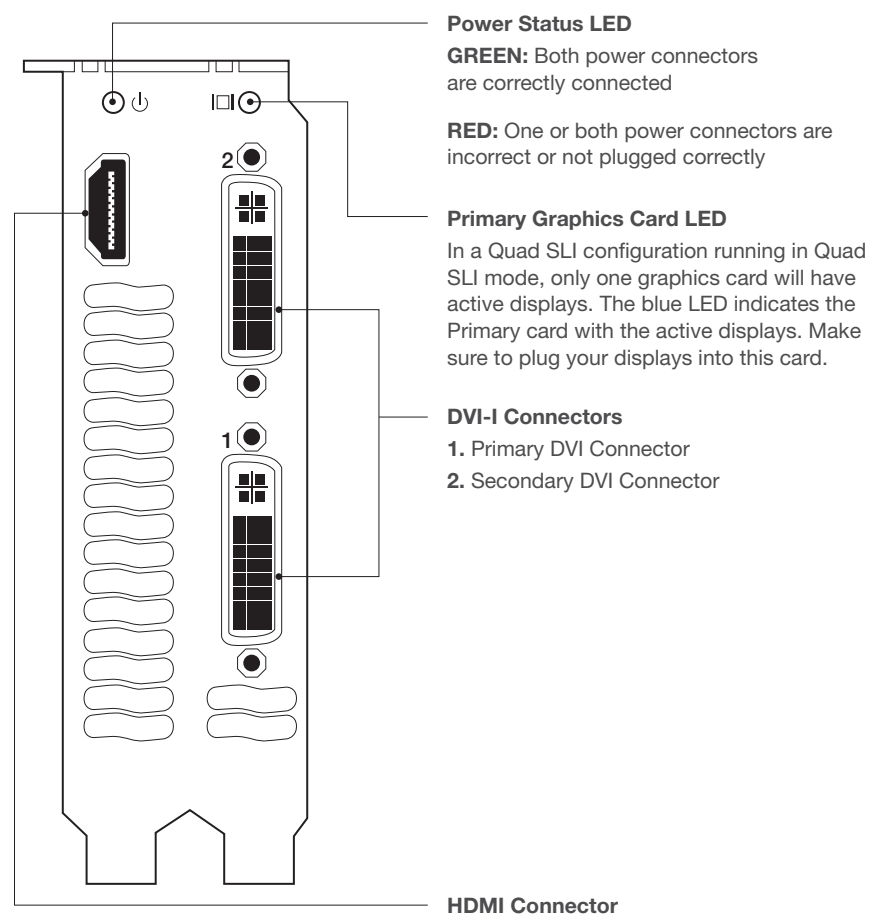 Power Status LED
GREEN: Both power connectors
are correctly connected
RED: One or both power connectors are
incorrect or not plugged correctly
Primary Graphics Card LED
In a Quad SLI configuration running in Quad
SLI mode, only one graphics card will have
active displays. The blue LED indicates the
Primary card with the active displays. Make
sure to plug your displays into this card.
DVI-I Connectors
1. Primary DVI Connector
2. Secondary DVI Connector
HDMI Connector
2
1